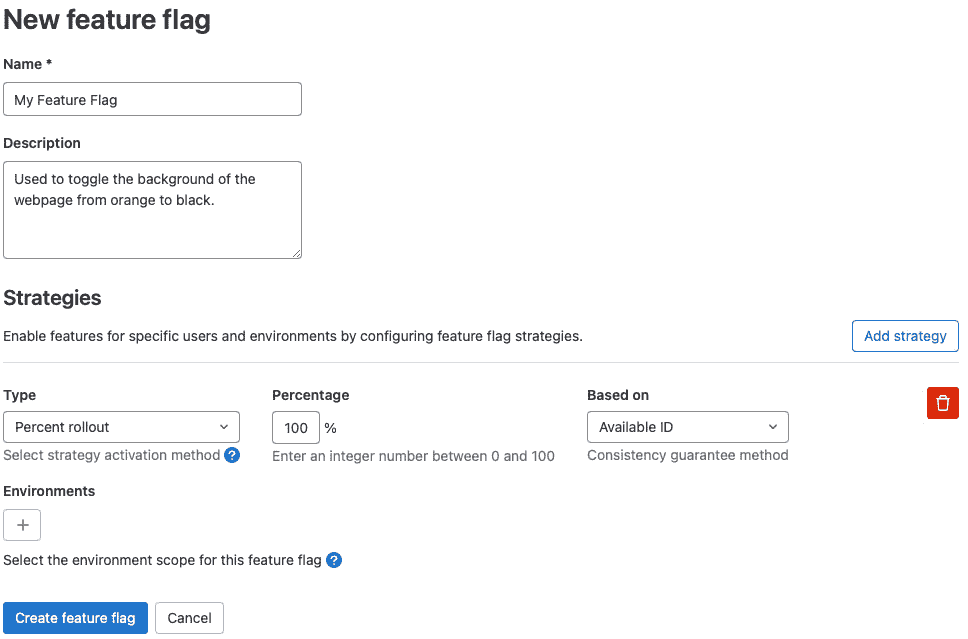 New feature flag
Name *
My Feature Flag
Description
Used to toggle the background of the
webpage from orange to black.
Strategies
Enable features for specific users and environments by configuring feature flag strategies.
Add strategy
Type
Percentage
Based on
Percent rollout
100 %
Available ID
Select strategy activation method ?
Enter an integer number between 0 and 100
Consistency guarantee method
Environments
+
Select the environment scope for this feature flag ?
Create feature flag
Cancel